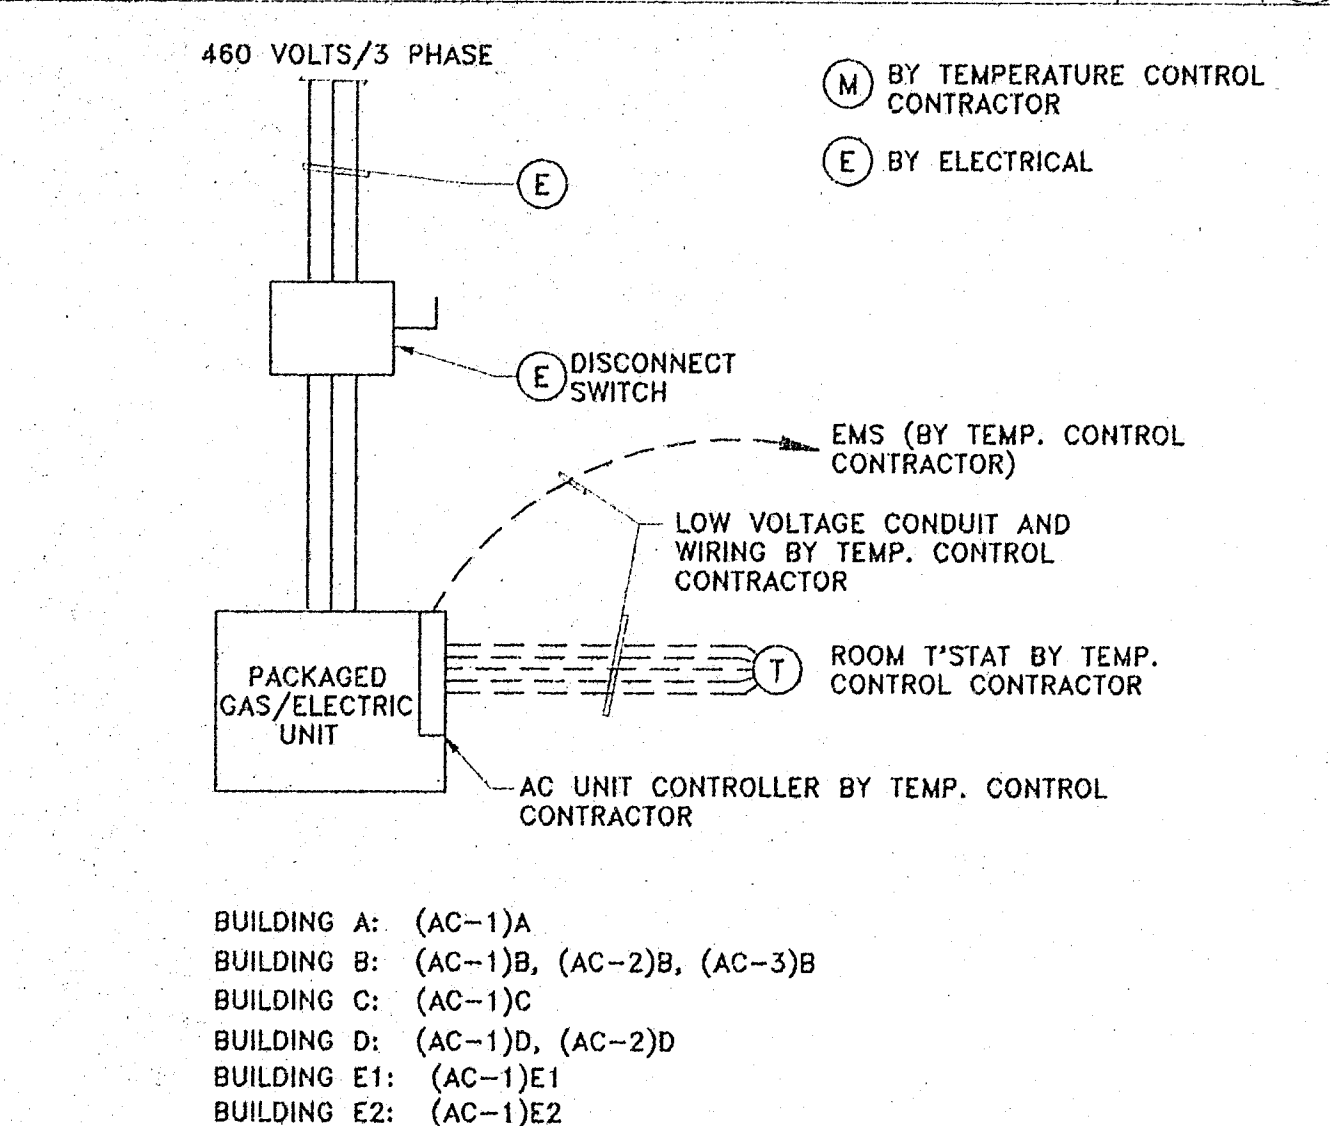 460 VOLTS/3 PHASE
M BY TEMPERATURE CONTROL
CONTRACTOR
E BY ELECTRICAL
E
E DISCONNECT
SWITCH
EMS (BY TEMP. CONTROL
CONTRACTOR)
LOW VOLTAGE CONDUIT AND
WIRING BY TEMP. CONTROL
CONTRACTOR
PACKAGED
GAS/ELECTRIC
UNIT
T
ROOM T'STAT BY TEMP.
CONTROL CONTRACTOR
AC UNIT CONTROLLER BY TEMP. CONTROL
CONTRACTOR
BUILDING A: (AC-1)A
BUILDING B: (AC-1)B, (AC-2)B, (AC-3)B
BUILDING C: (AC-1)C
BUILDING D: (AC-1)D, (AC-2)D
BUILDING E1: (AC-1)E1
BUILDING E2: (AC-1)E2